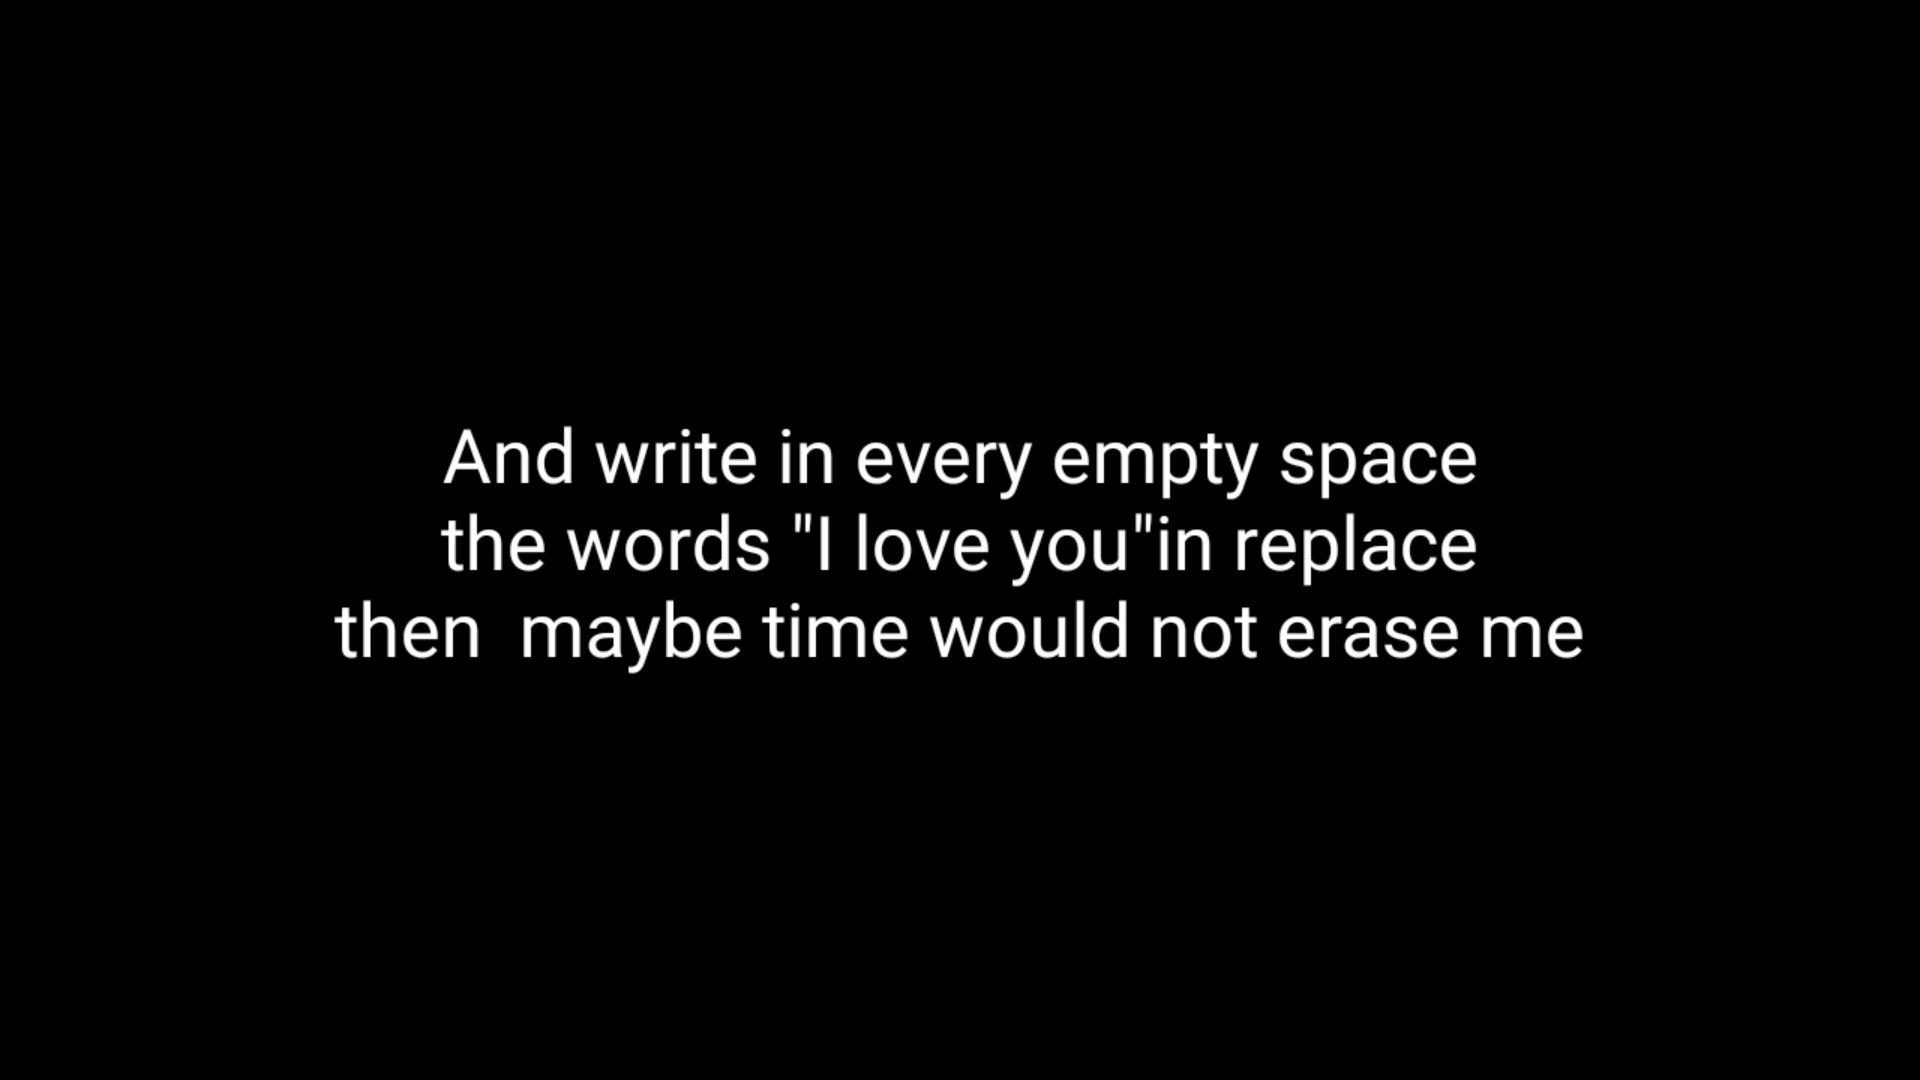 And write in every empty space
the words "I love you"in replace
then  maybe time would not erase me